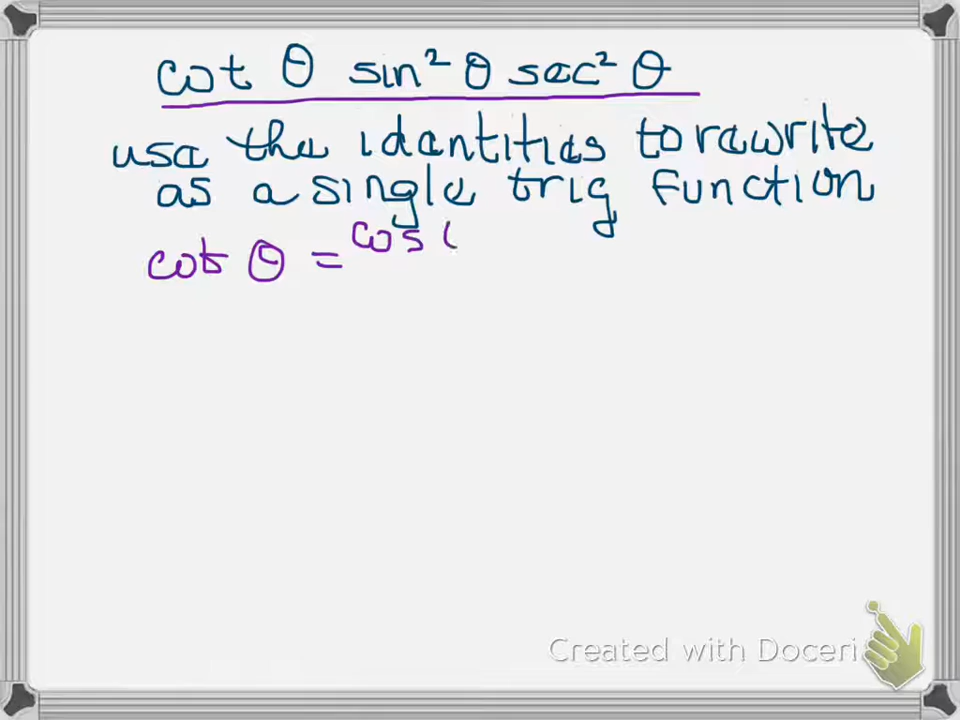 cot θ sin² θ sec² θ
use the identities to rewrite
as a single trig function
cot θ = cos
Created with Doceri